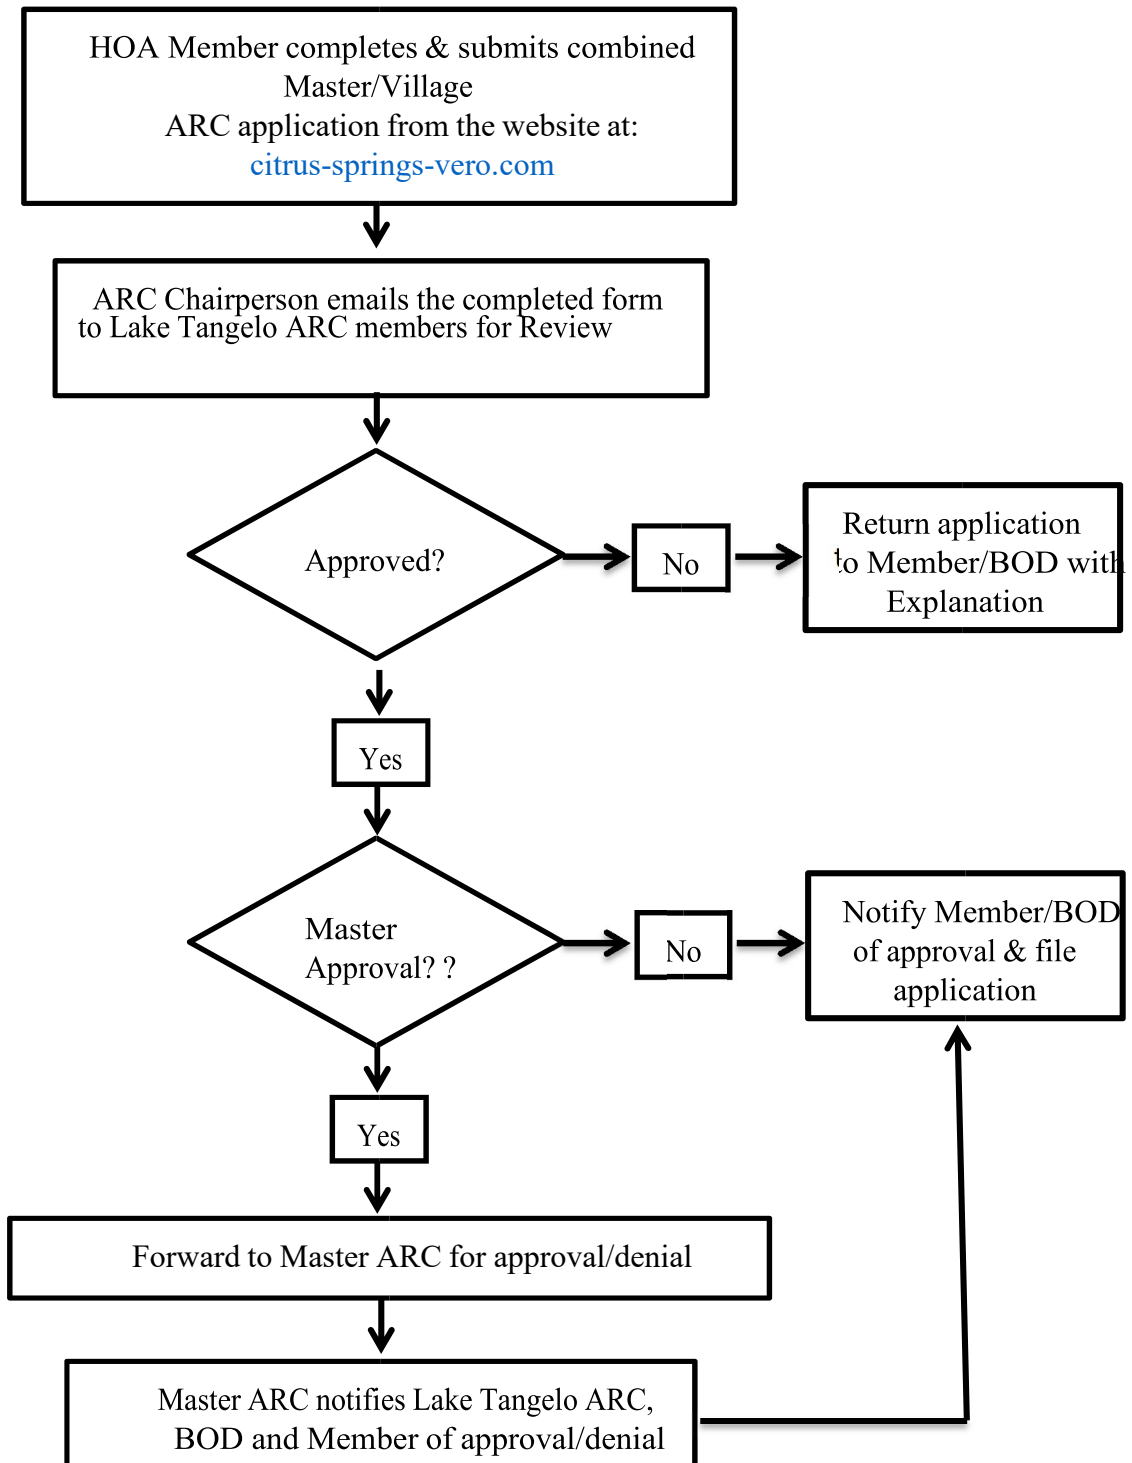 HOA Member completes & submits combined
Master/Village
ARC application from the website at:
citrus-springs-vero.com
ARC Chairperson emails the completed form
to Lake Tangelo ARC members for Review
Approved?
No
Return application
to Member/BOD with
Explanation
Yes
Master
Approval? ?
No
Notify Member/BOD
of approval & file
application
Yes
Forward to Master ARC for approval/denial
Master ARC notifies Lake Tangelo ARC,
BOD and Member of approval/denial